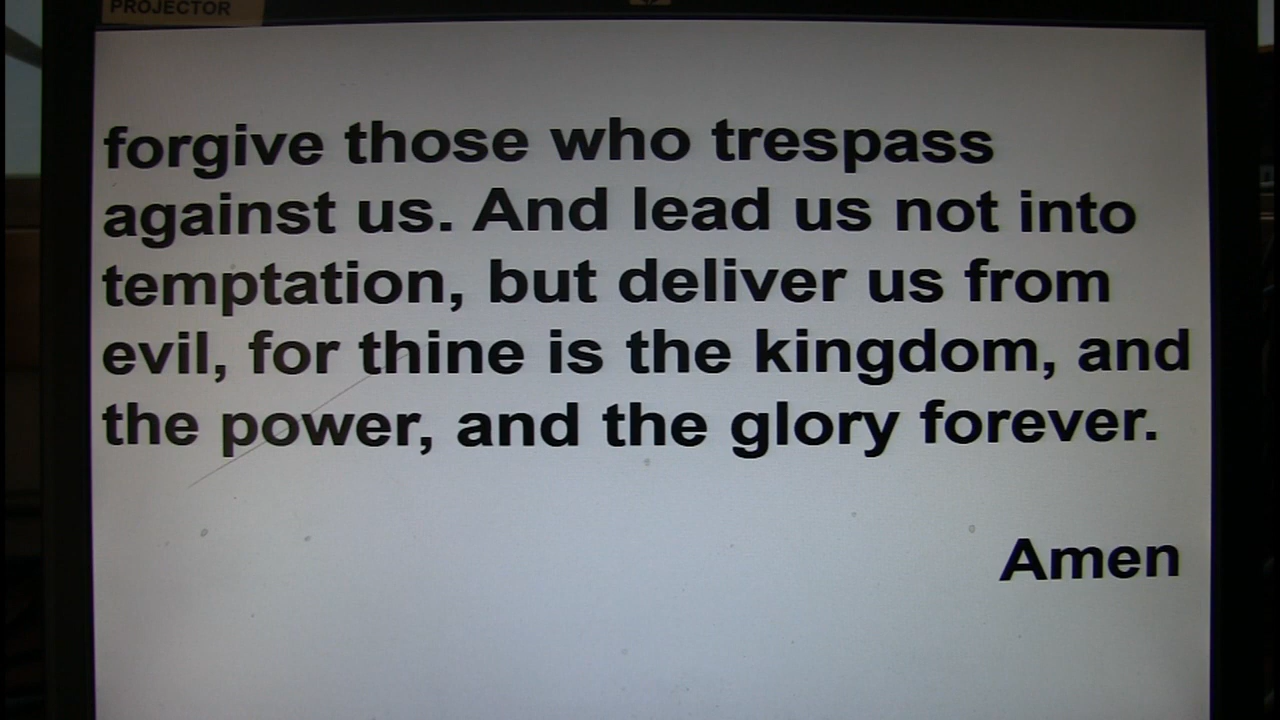 PROJECTOR
forgive those who trespass
against us. And lead us not into
temptation, but deliver us from
evil, for thine is the kingdom, and
the power, and the glory forever.
Amen